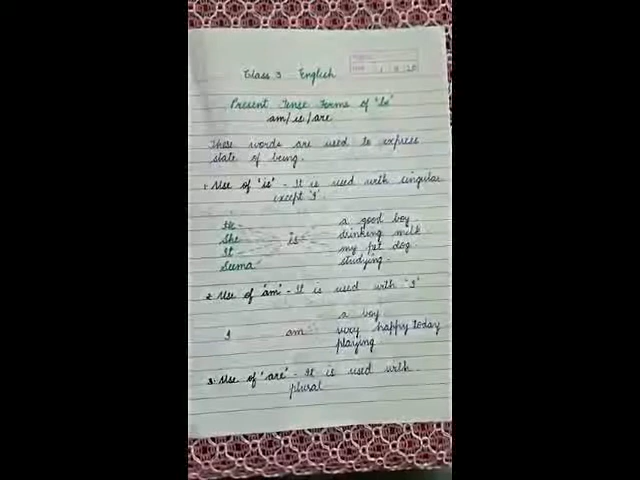 Class 3 English
Present Tense Forms of "be"
am/is/are
These words are used to express
state of being.
1. Use of "is" - It is used with singular
except "I".
He
She
It
Seema
is
a good boy
drinking milk
my pet dog
studying.
2. Use of "am" - It is used with "I"
I
am
a boy
very happy today
playing
3. Use of "are" - It is used with
plural